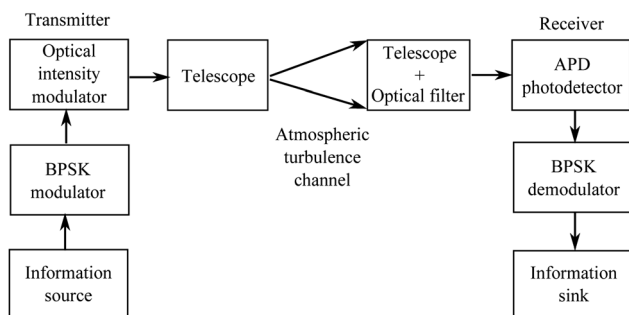 Transmitter
Optical
intensity
modulator
Telescope
Telescope
+
Optical filter
Receiver
APD
photodetector
Atmospheric
turbulence
channel
BPSK
modulator
BPSK
demodulator
Information
source
Information
sink